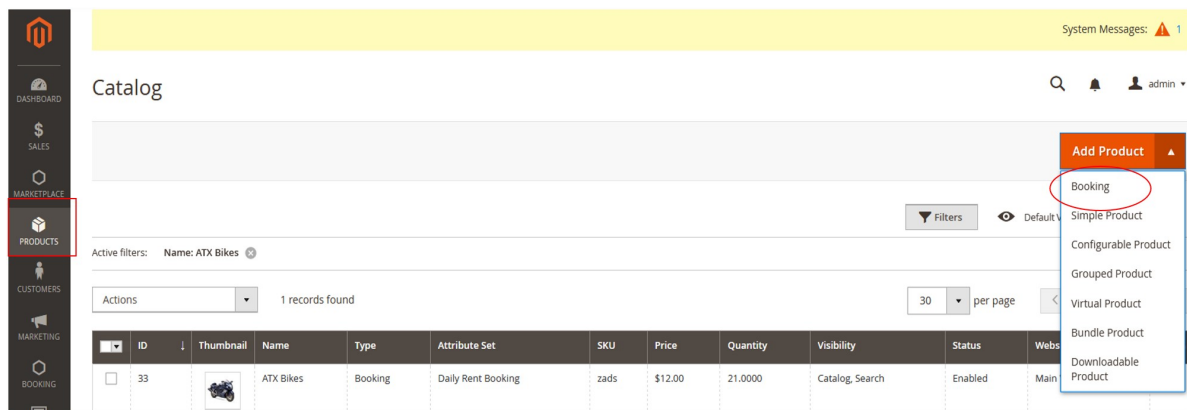 System Messages: 1
DASHBOARD
Catalog
admin
SALES
Add Product
MARKETPLACE
Booking
Filters
Default V
Simple Product
PRODUCTS
Active filters: Name: ATX Bikes
Configurable Product
Grouped Product
CUSTOMERS
Actions
1 records found
30 per page
Virtual Product
MARKETING
Bundle Product
ID Thumbnail Name Type Attribute Set SKU Price Quantity Visibility Status Webs
Downloadable
Product
BOOKING
33 ATX Bikes Booking Daily Rent Booking zads $12.00 21.0000 Catalog, Search Enabled Main